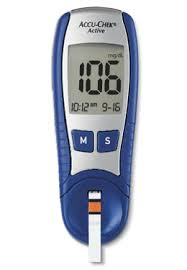 ACCU-CHEK®
Active
mg/dL
106
10:12 am 9-16
M S